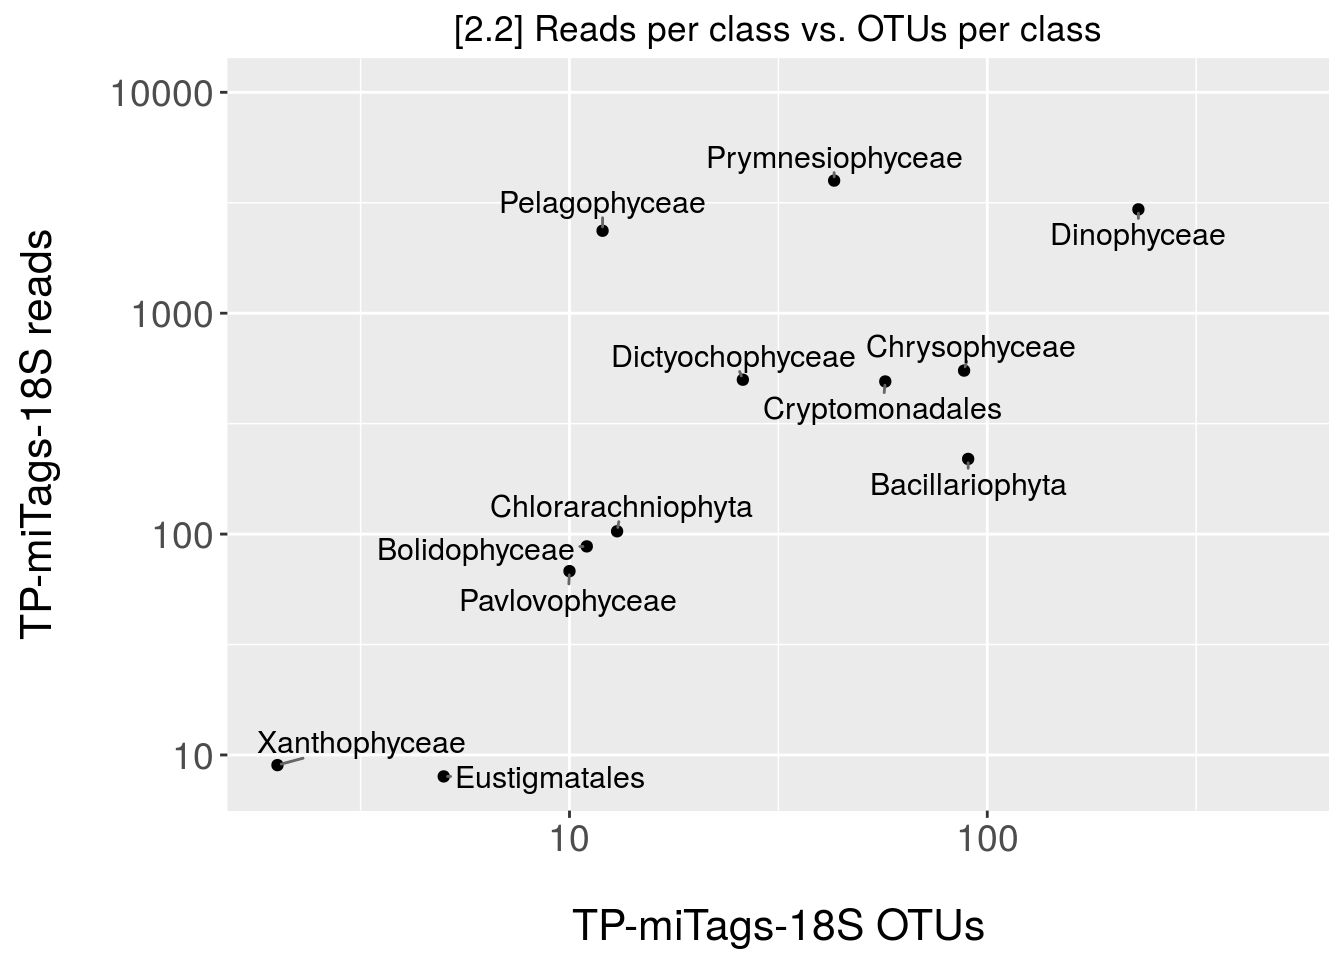 [2.2] Reads per class vs. OTUs per class
10000
Prymnesiophyceae
Pelagophyceae
Dinophyceae
1000
Chrysophyceae
Dictyochophyceae
Cryptomonadales
Bacillariophyta
Chlorarachniophyta
100
Bolidophyceae
Pavlovophyceae
Xanthophyceae
10
Eustigmatales
10
100
TP-miTags-18S reads
TP-miTags-18S OTUs